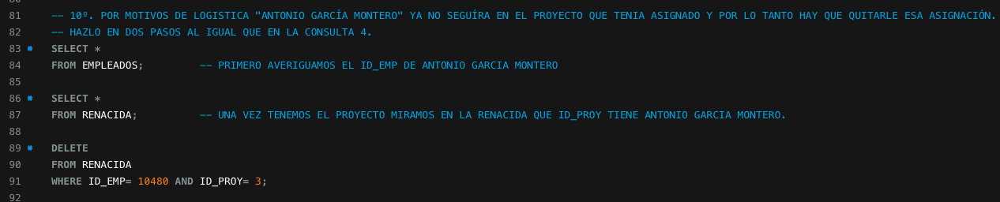 81 -- 10º. POR MOTIVOS DE LOGISTICA "ANTONIO GARCÍA MONTERO" YA NO SEGUÍRA EN EL PROYECTO QUE TENIA ASIGNADO Y POR LO TANTO HAY QUE QUITARLE ESA ASIGNACIÓN.
82 -- HAZLO EN DOS PASOS AL IGUAL QUE EN LA CONSULTA 4.
83 SELECT *
84 FROM EMPLEADOS; -- PRIMERO AVERIGUAMOS EL ID_EMP DE ANTONIO GARCIA MONTERO
85
86 SELECT *
87 FROM RENACIDA; -- UNA VEZ TENEMOS EL PROYECTO MIRAMOS EN LA RENACIDA QUE ID_PROY TIENE ANTONIO GARCIA MONTERO.
88
89 DELETE
90 FROM RENACIDA
91 WHERE ID_EMP= 10480 AND ID_PROY= 3;
92